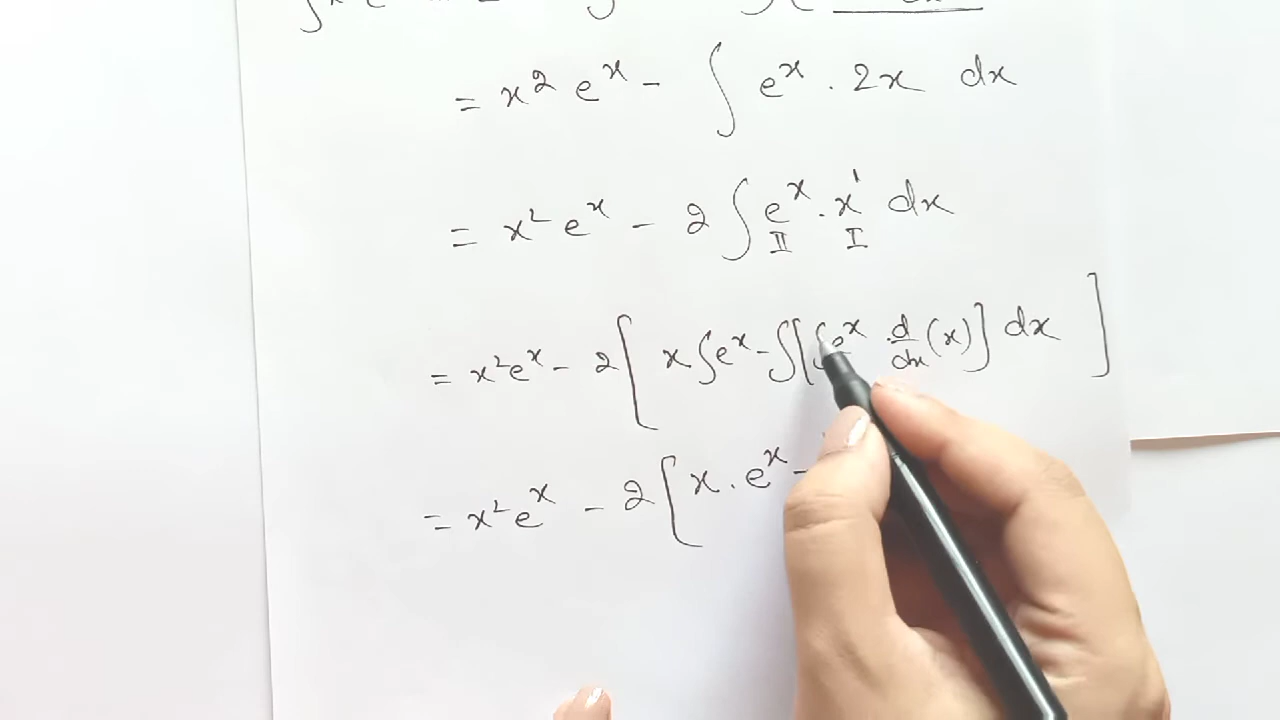 = x² eˣ - ∫ eˣ . 2x dx
= x² eˣ - 2 ∫ eˣ . x¹ dx
II I
= x²eˣ - 2 [ x ∫eˣ - ∫[∫eˣ . d/dx (x)] dx ]
= x²eˣ - 2 [ x . eˣ -